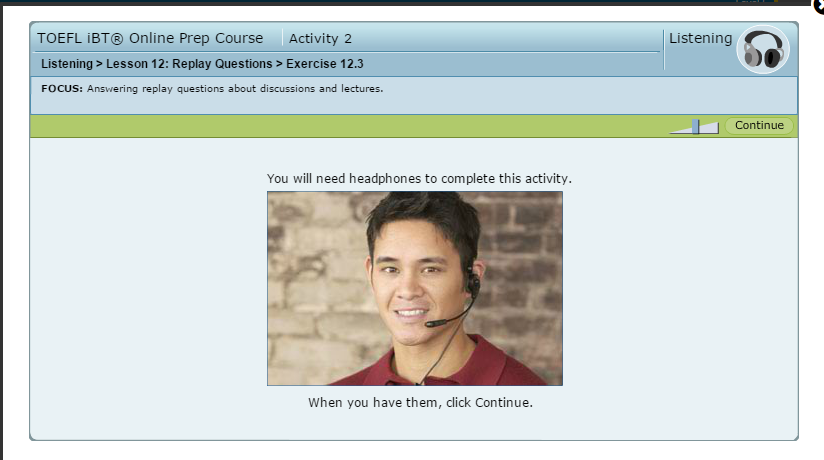 TOEFL iBT® Online Prep Course
Activity 2
Listening
Listening > Lesson 12: Replay Questions > Exercise 12.3
FOCUS: Answering replay questions about discussions and lectures.
Continue
You will need headphones to complete this activity.
When you have them, click Continue.